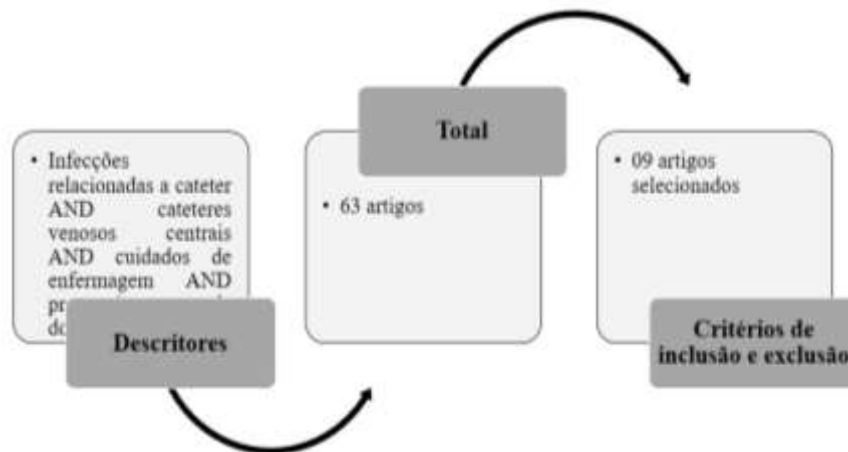 • Infecções
relacionadas a cateter
AND cateteres
venosos centrais
AND cuidados de
enfermagem AND
Descritores
Total
• 63 artigos
• 09 artigos
selecionados
Critérios de
inclusão e exclusão